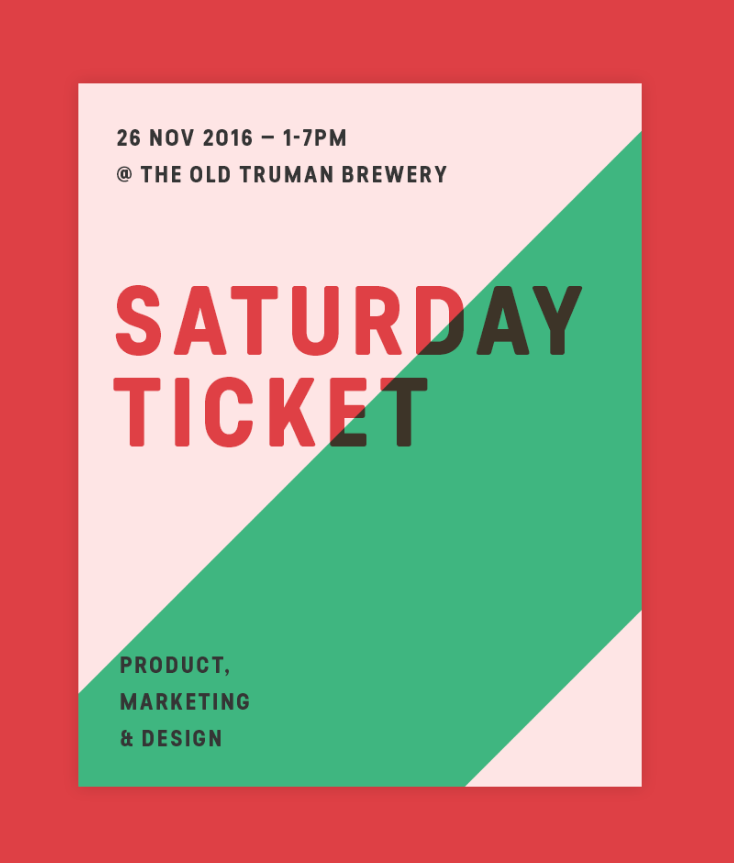 26 NOV 2016 — 1-7PM
@ THE OLD TRUMAN BREWERY
SATURDAY
TICKET
PRODUCT,
MARKETING
& DESIGN